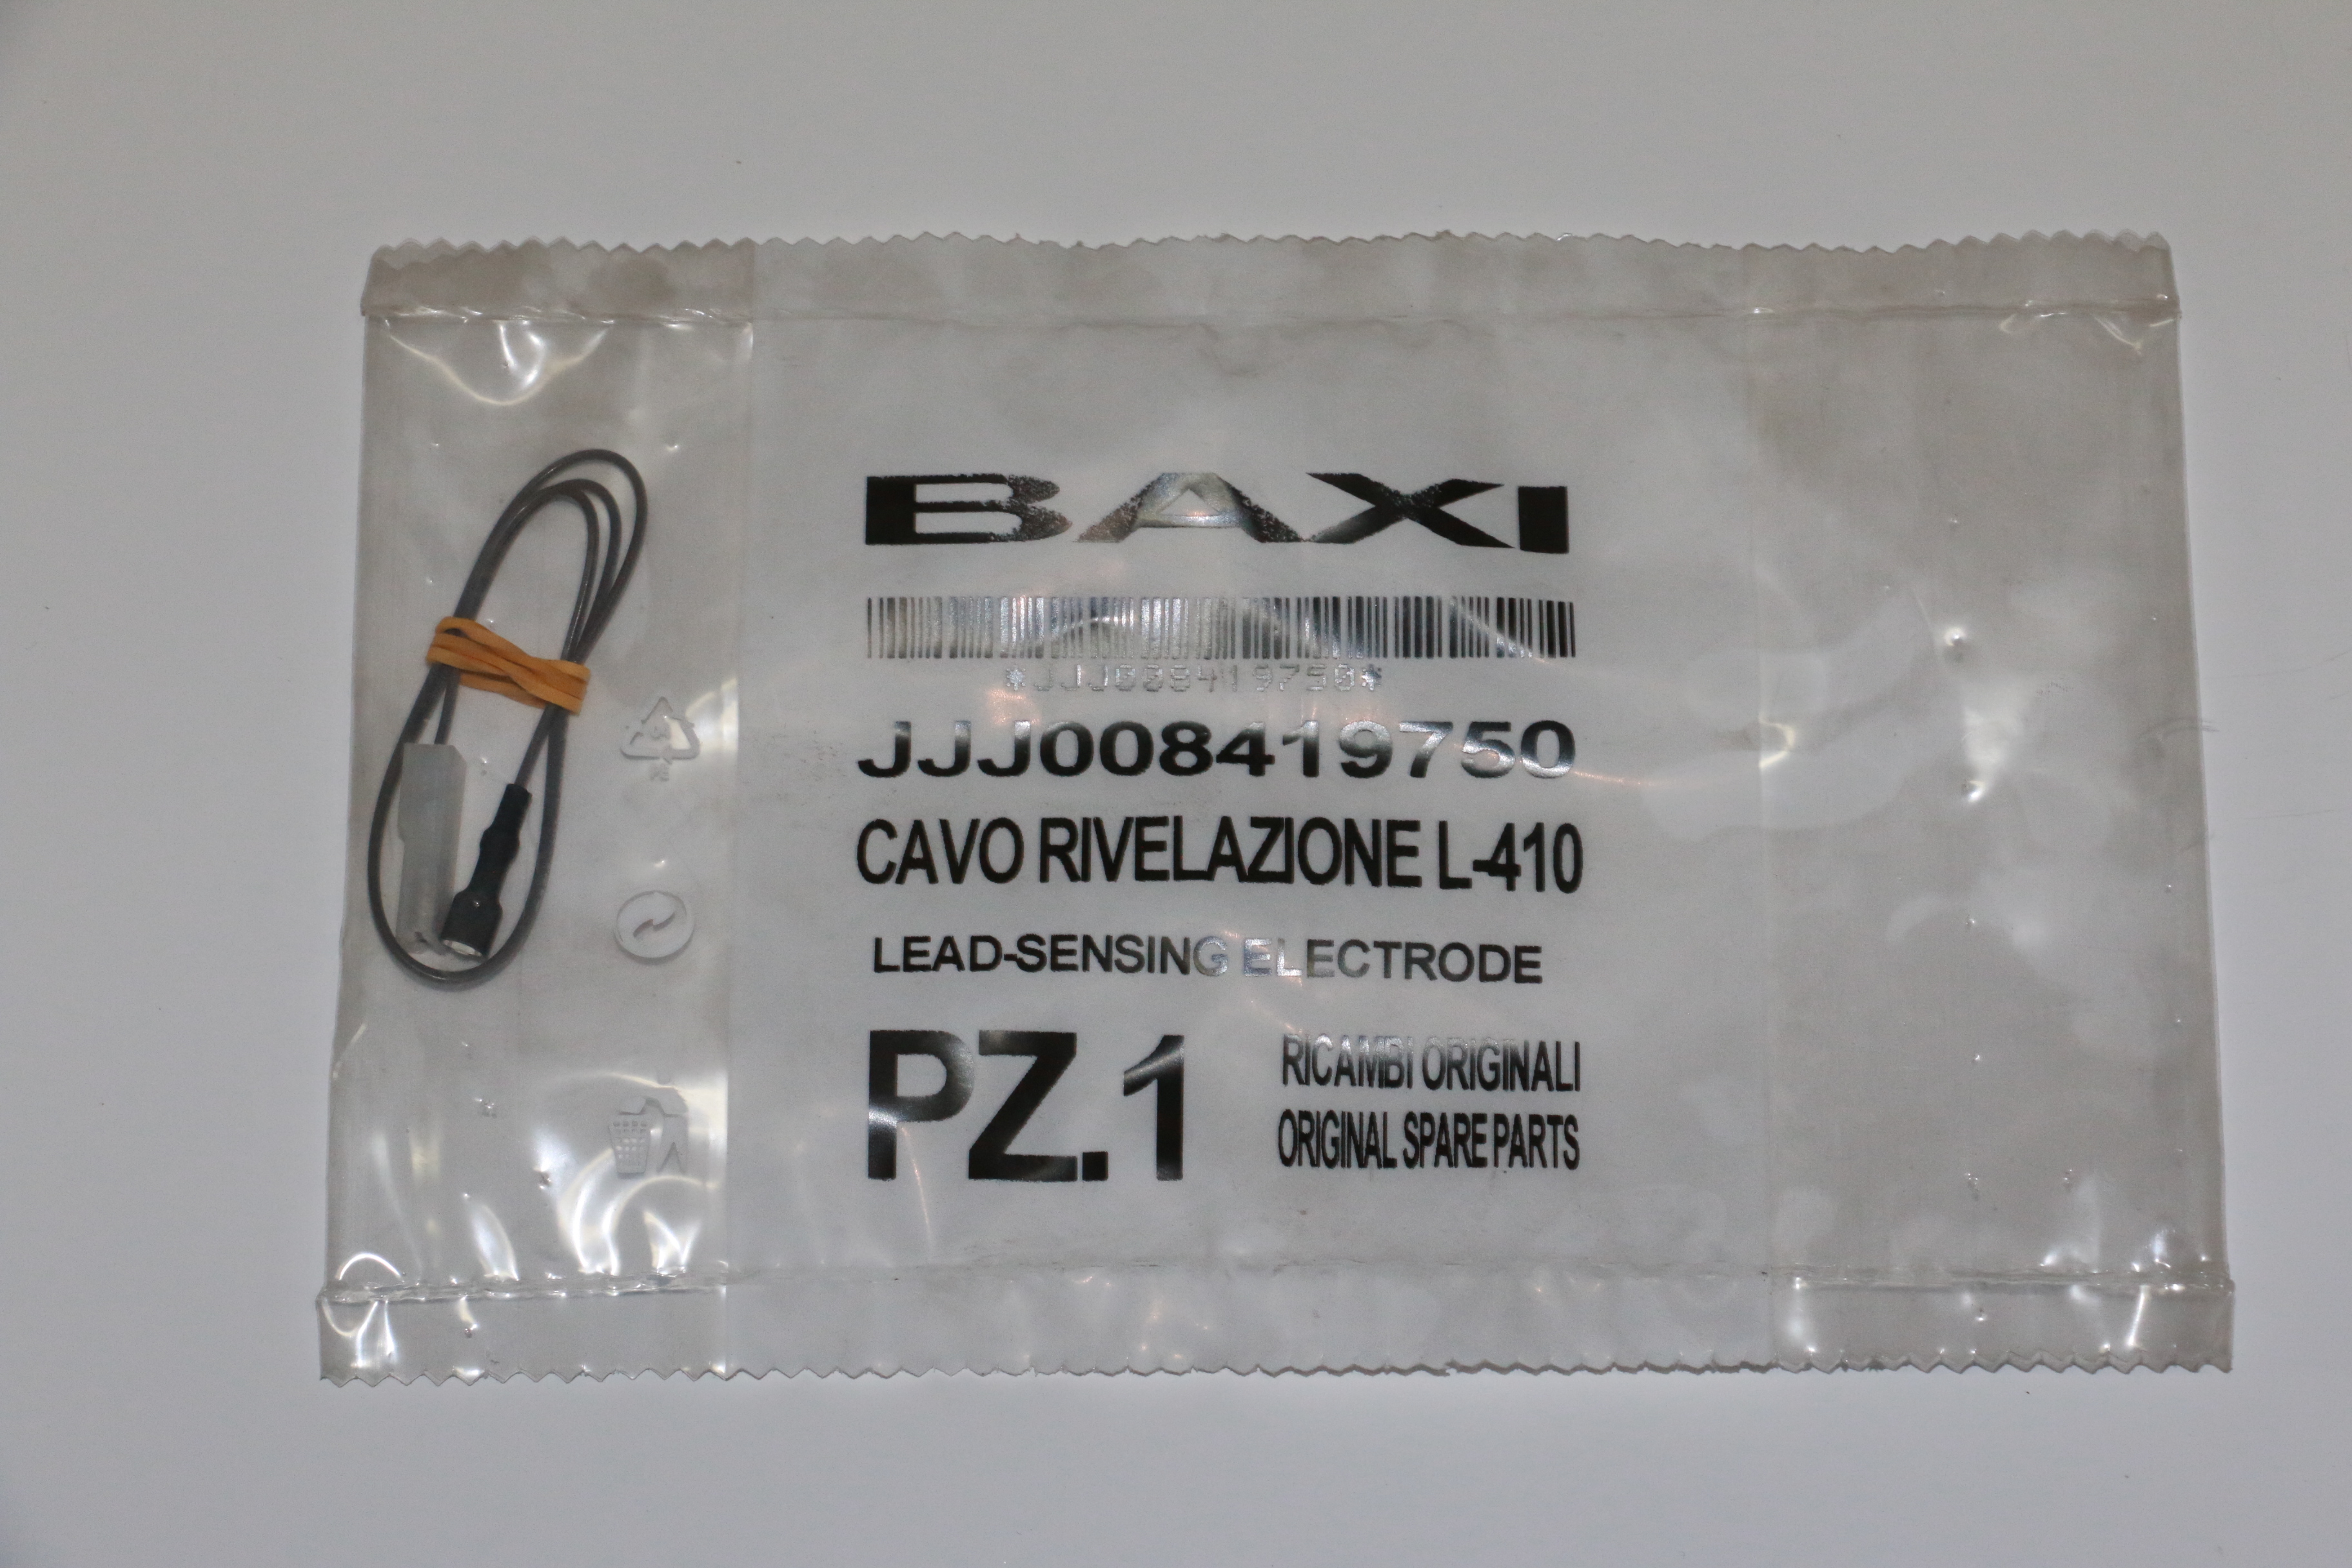 BAXI
*JJJ008419750*
JJJ008419750
CAVO RIVELAZIONE L-410
LEAD-SENSING ELECTRODE
PZ.1
RICAMBI ORIGINALI
ORIGINAL SPARE PARTS